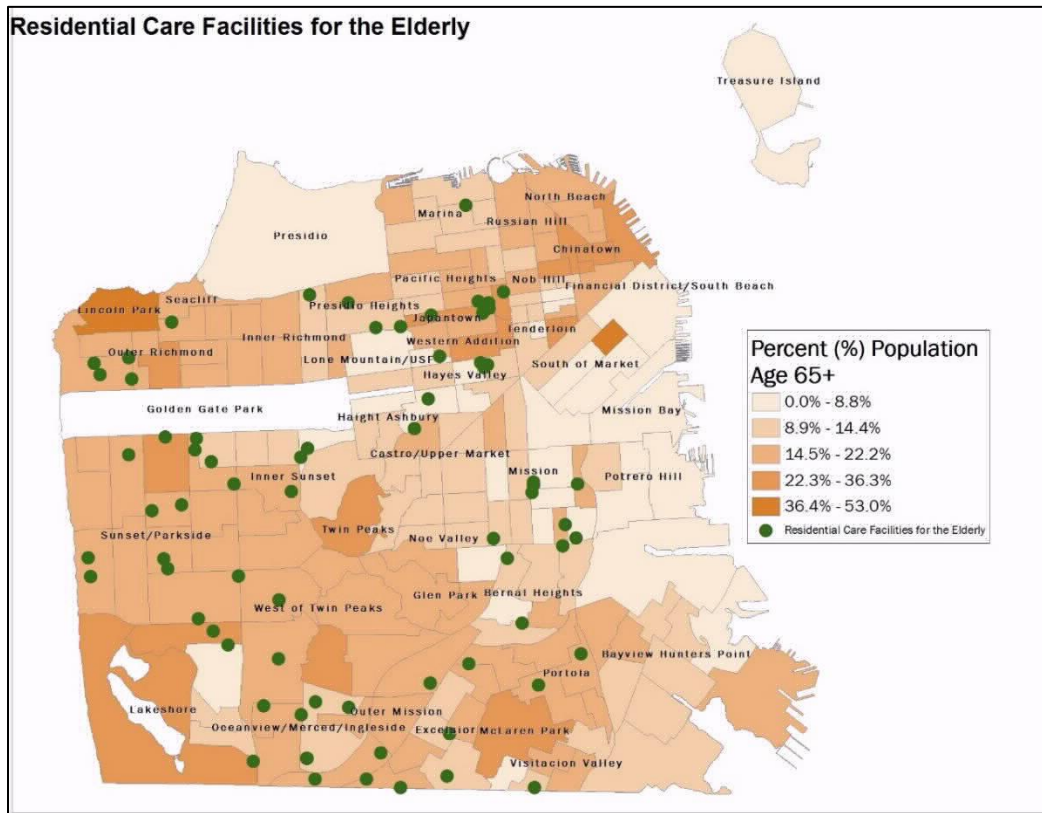 Residential Care Facilities for the Elderly
Treasure Island
North Beach
Marina
Russian Hill
Presidio
Chinatown
Pacific Heights
Nob Hill
Financial District/South Beach
Seacliff
Lincoln Park
Presidio Heights
Japantown
Tenderloin
Inner Richmond
Western Addition
Outer Richmond
Lone Mountain/USF
South of Market
Hayes Valley
Golden Gate Park
Haight Ashbury
Mission Bay
Castro/Upper Market
Inner Sunset
Mission
Potrero Hill
Twin Peaks
Sunset/Parkside
Noe Valley
Glen Park
Bernal Heights
West of Twin Peaks
Bayview Hunters Point
Portola
Lakeshore
Outer Mission
Oceanview/Merced/Ingleside
Excelsior
McLaren Park
Visitacion Valley
Percent (%) Population
Age 65+
0.0% - 8.8%
8.9% - 14.4%
14.5% - 22.2%
22.3% - 36.3%
36.4% - 53.0%
Residential Care Facilities for the Elderly